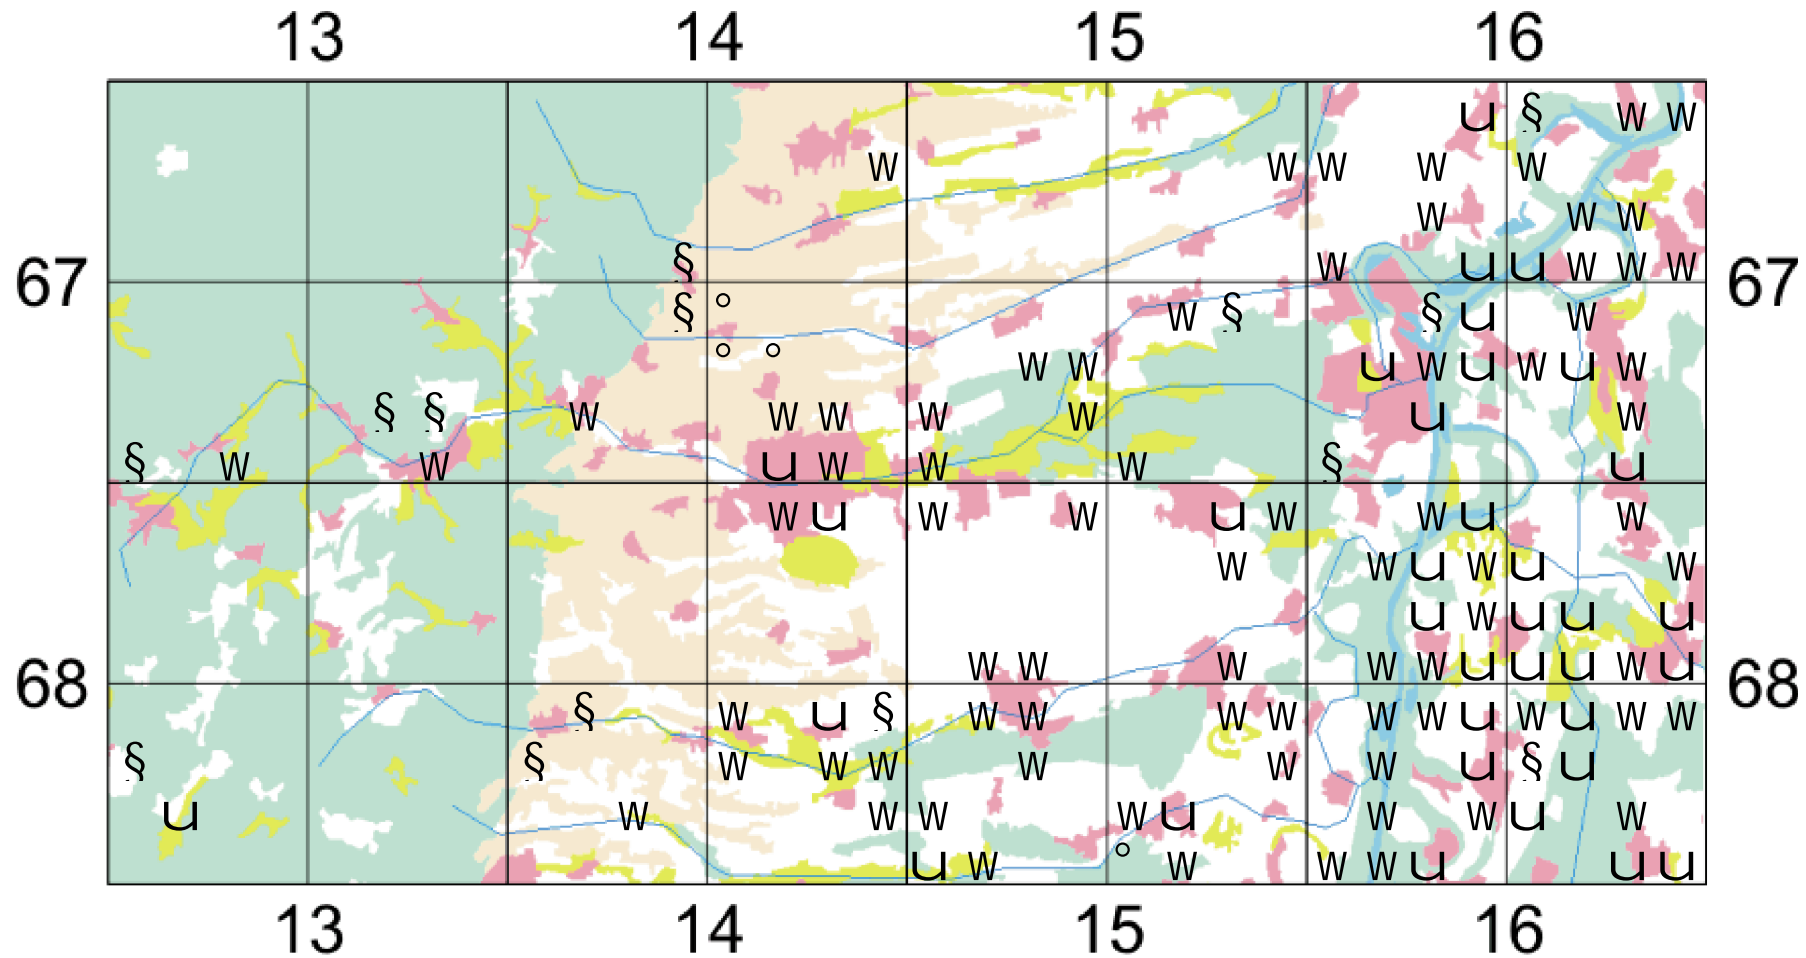 13 14 15 16
u § w w
w w w w w
w w w
67 § w u u w w w 67
§ ° w § § u w
° ° w w u w u w u w
§ § w w w w w u w
§ w w u w w w § u
w u w w u w w u w
w w u w u w
u w u u u
w w w w w u u u w u
68 68
§ w u § w w w w w w u w u w w
§ § w w w w w w u § u
u w w w w u w w u w
°
u w w w w u u u
13 14 15 16